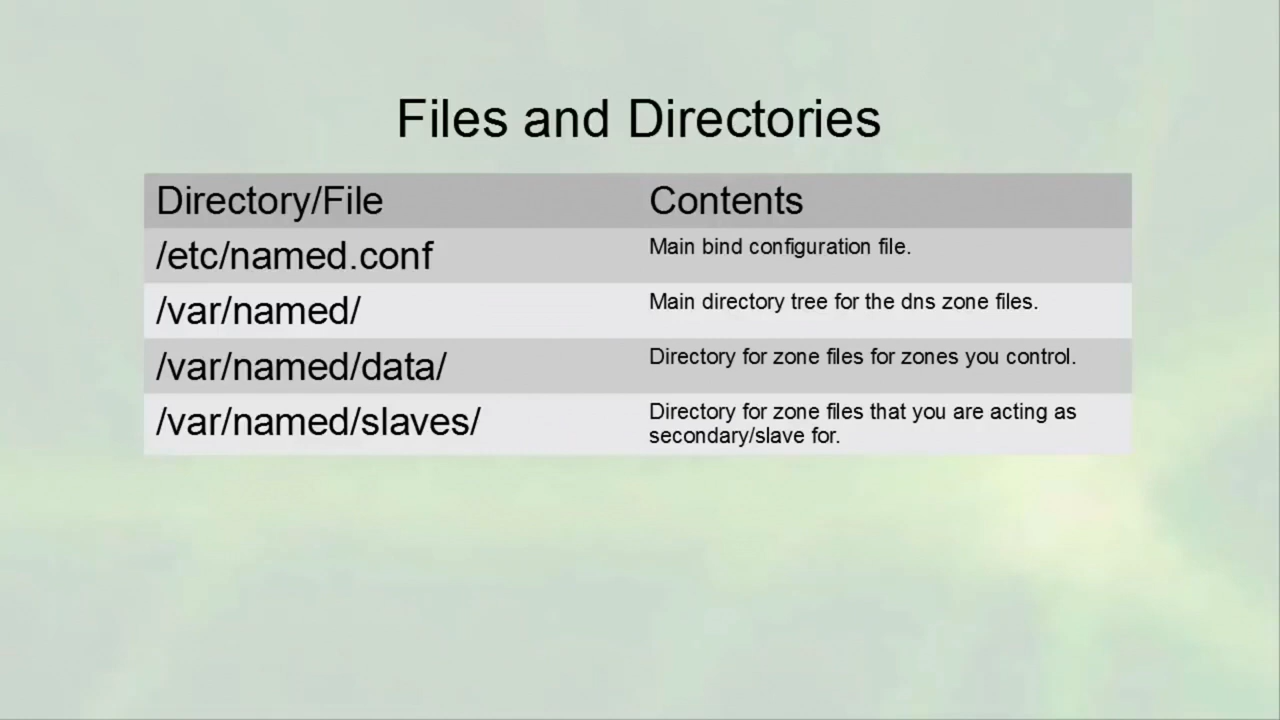 Files and Directories
Directory/File Contents
/etc/named.conf Main bind configuration file.
/var/named/ Main directory tree for the dns zone files.
/var/named/data/ Directory for zone files for zones you control.
/var/named/slaves/ Directory for zone files that you are acting as
secondary/slave for.